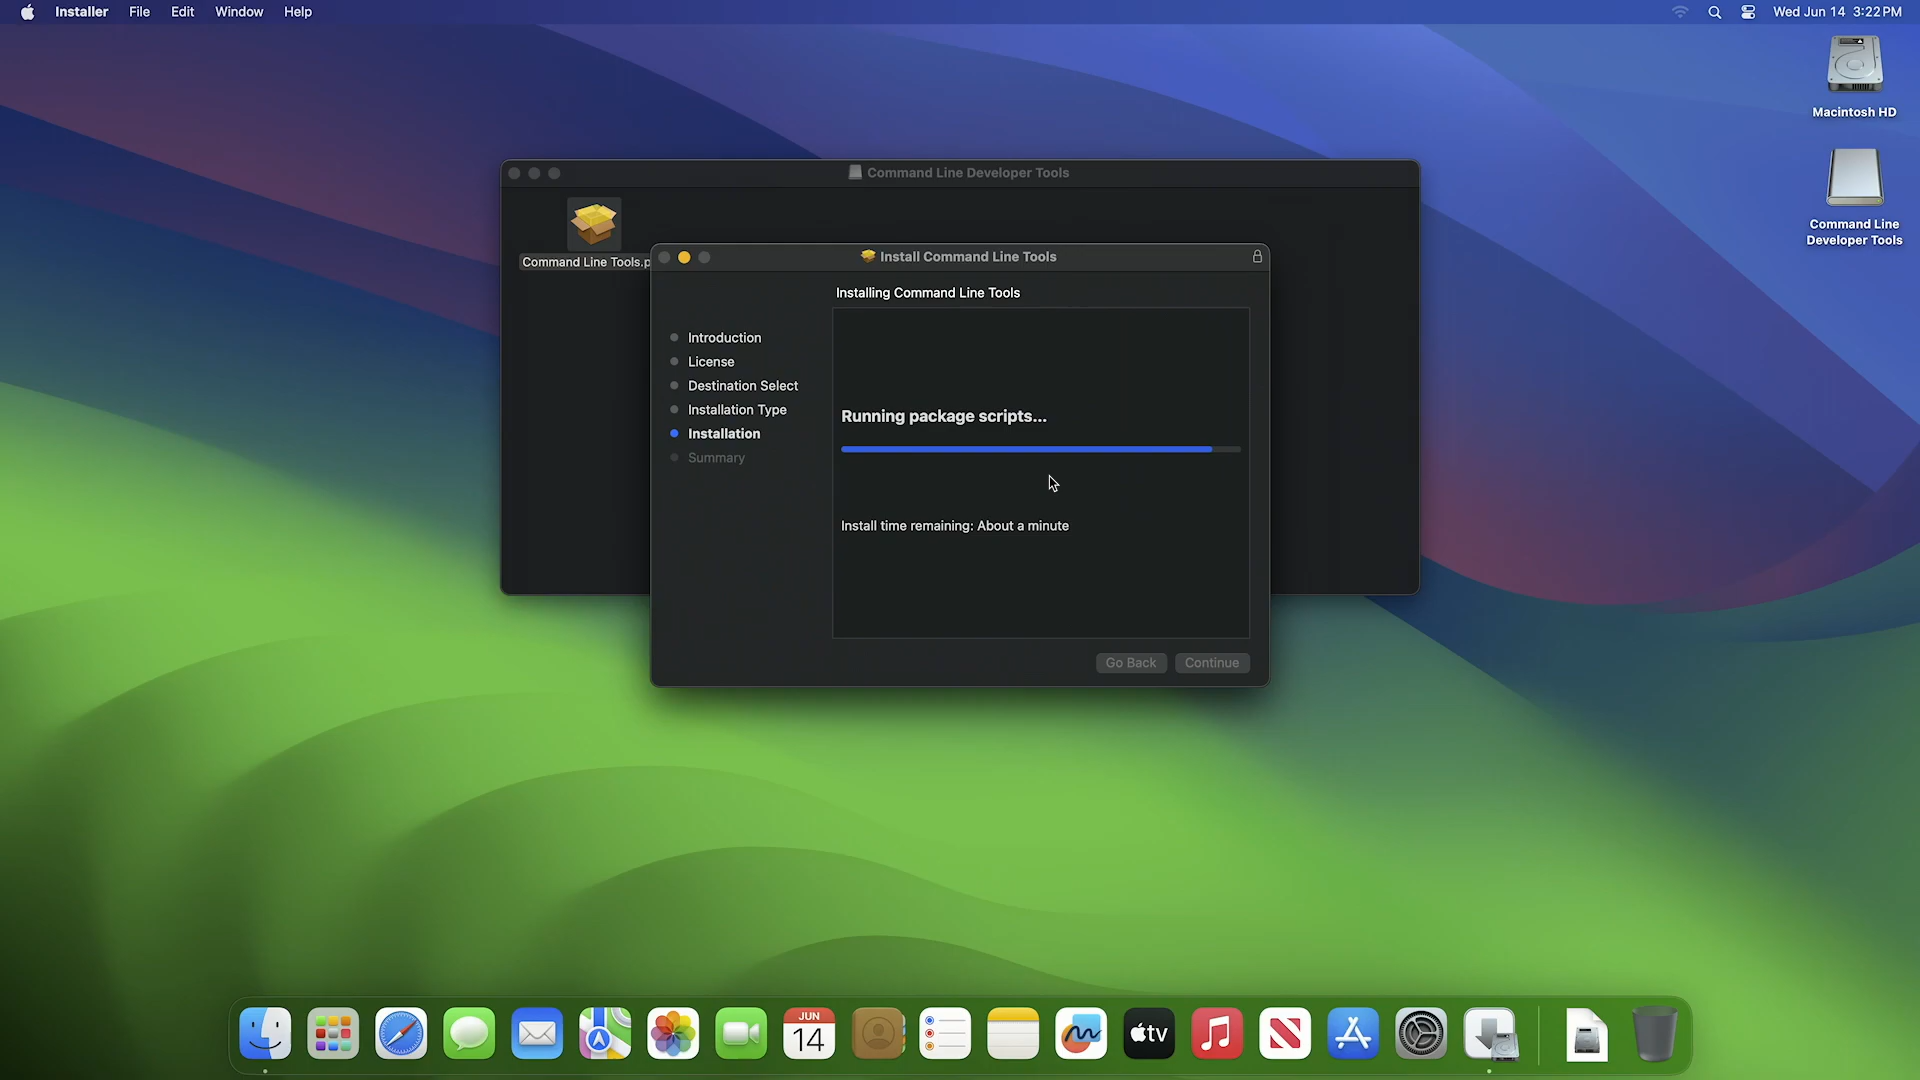 Installer File Edit Window Help
Wed Jun 14 3:22 PM
Macintosh HD
Command Line
Developer Tools
Command Line Developer Tools
Command Line Tools.p
Install Command Line Tools
Installing Command Line Tools
Introduction
License
Destination Select
Installation Type
Installation
Summary
Running package scripts...
Install time remaining: About a minute
Go Back
Continue
JUN
14
tv